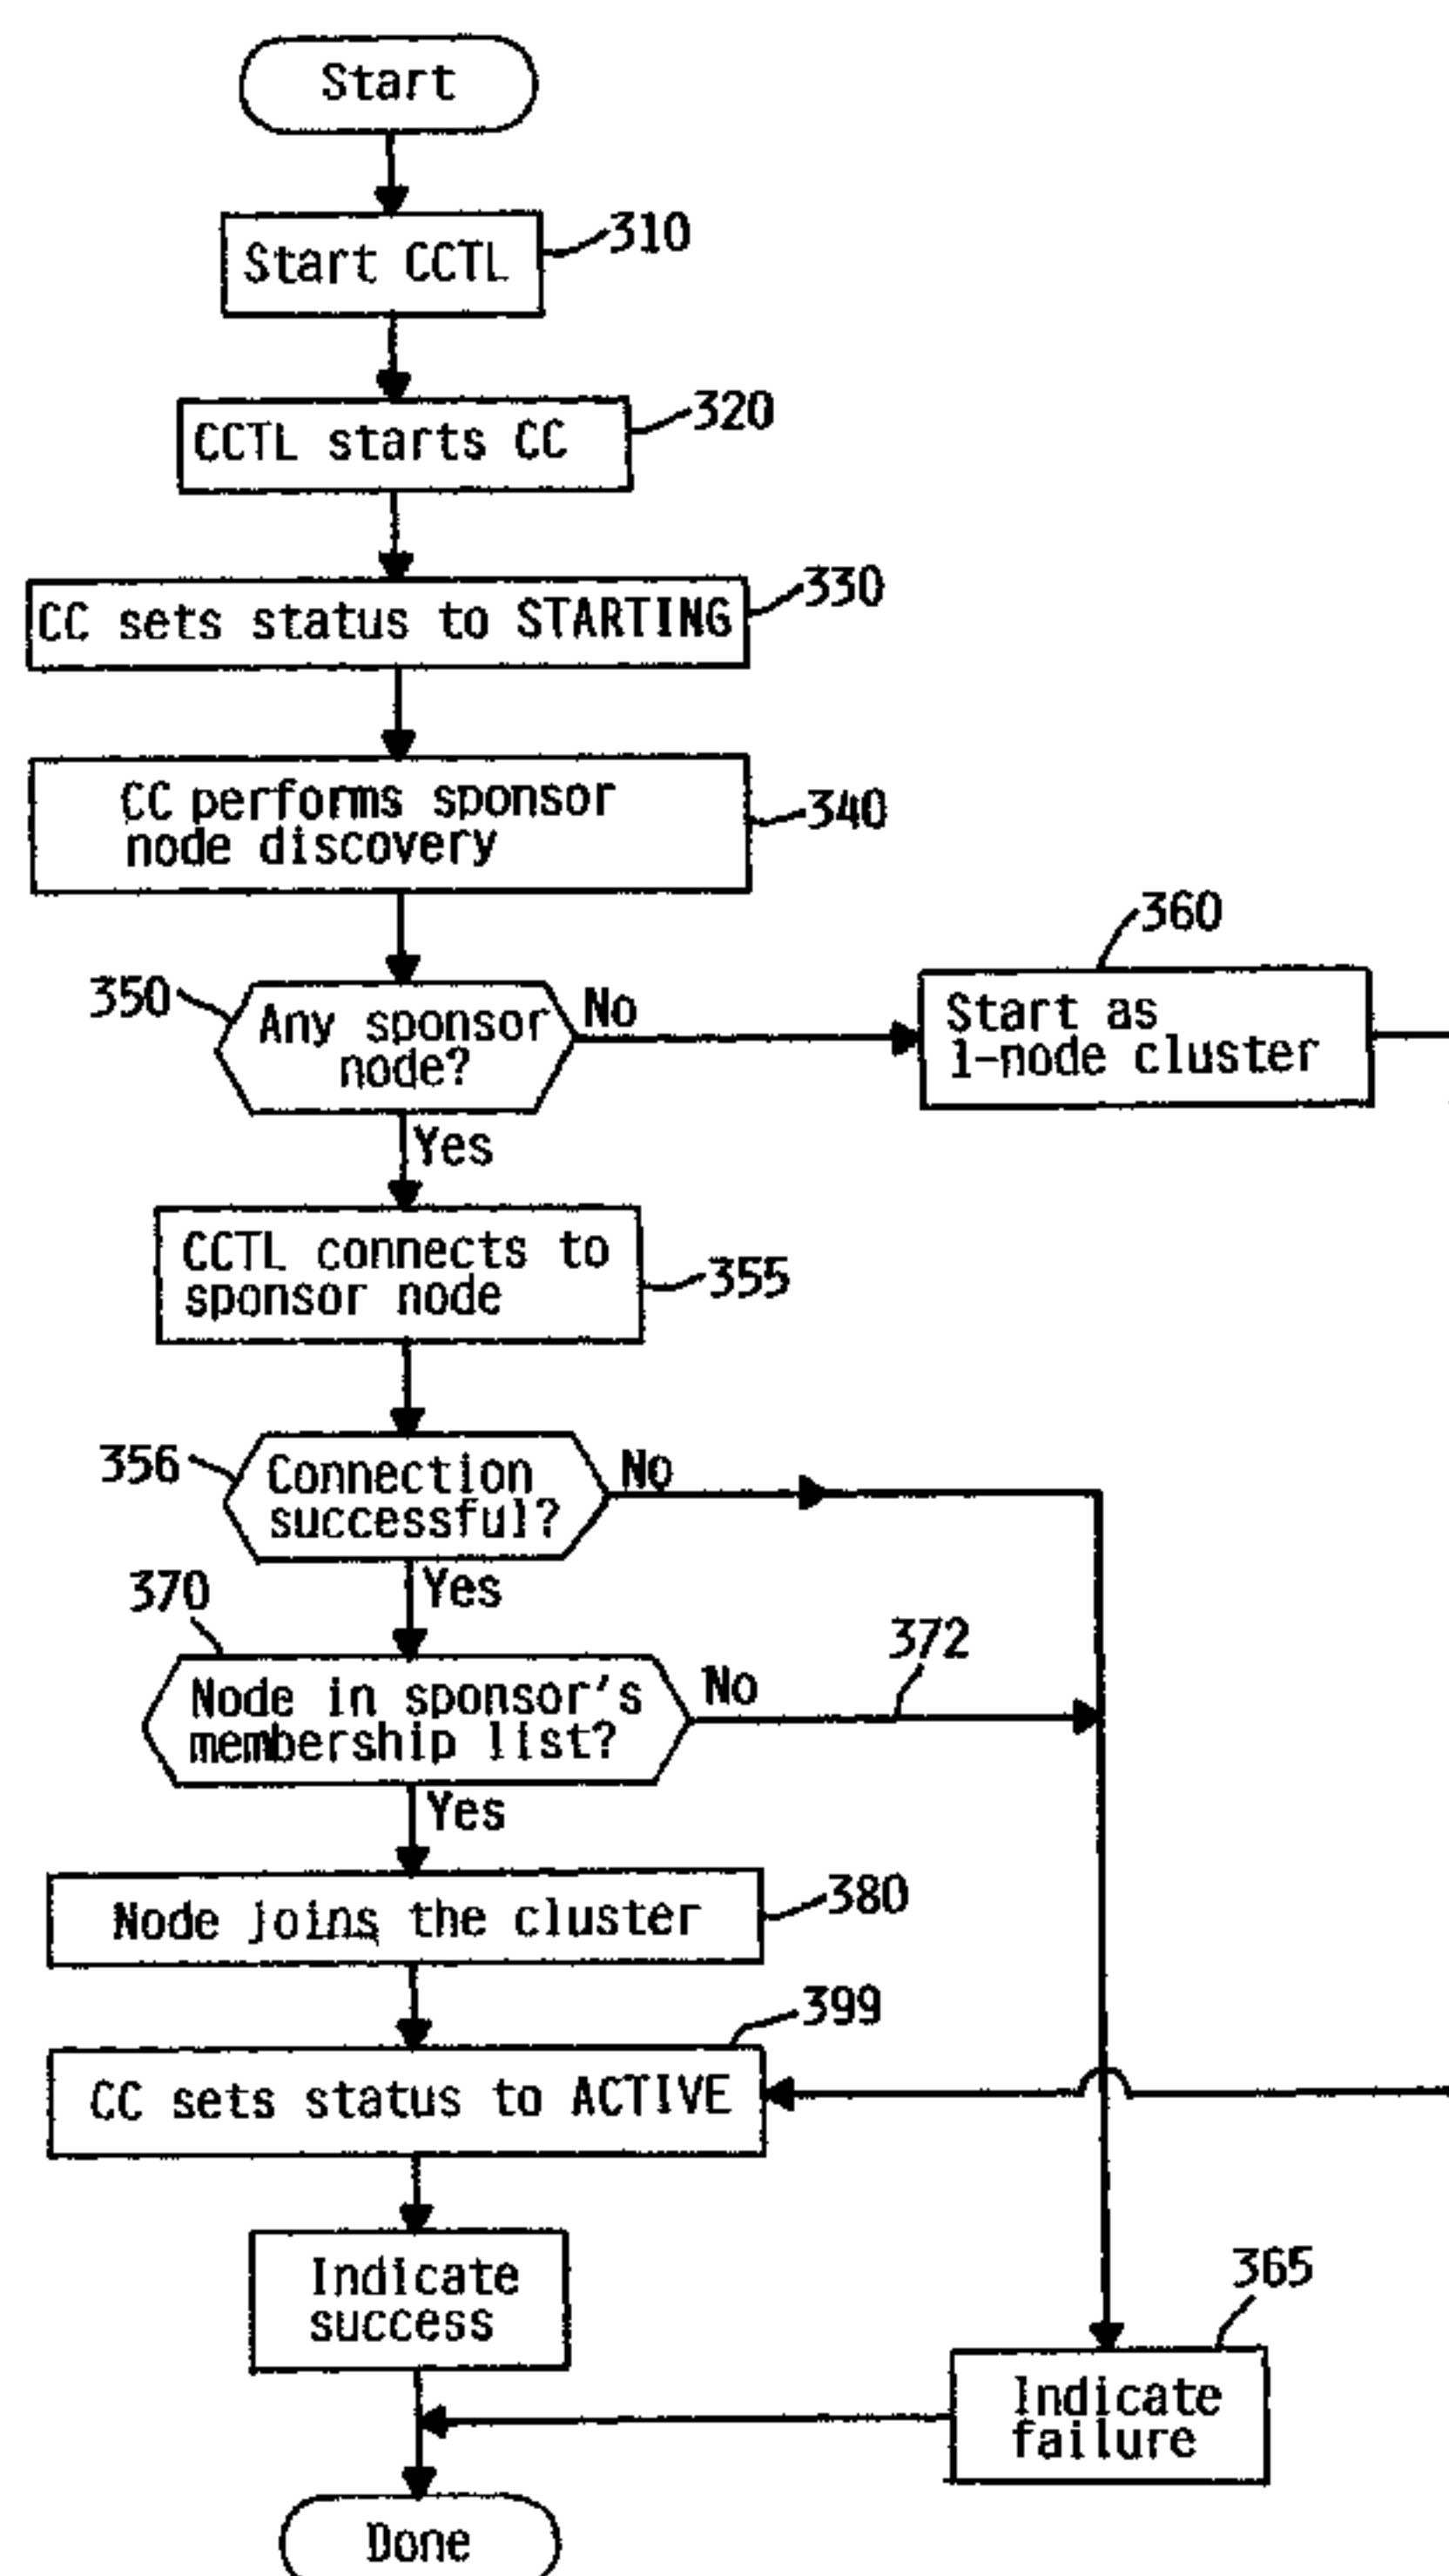 Start
Start CCTL
310
CCTL starts CC
320
CC sets status to STARTING
330
CC performs sponsor
node discovery
340
350
Any sponsor
node?
No
360
Start as
1-node cluster
Yes
CCTL connects to
sponsor node
355
356
Connection
successful?
No
Yes
370
372
Node in sponsor's
membership list?
No
Yes
Node joins the cluster
380
399
CC sets status to ACTIVE
Indicate
success
365
Indicate
failure
Done